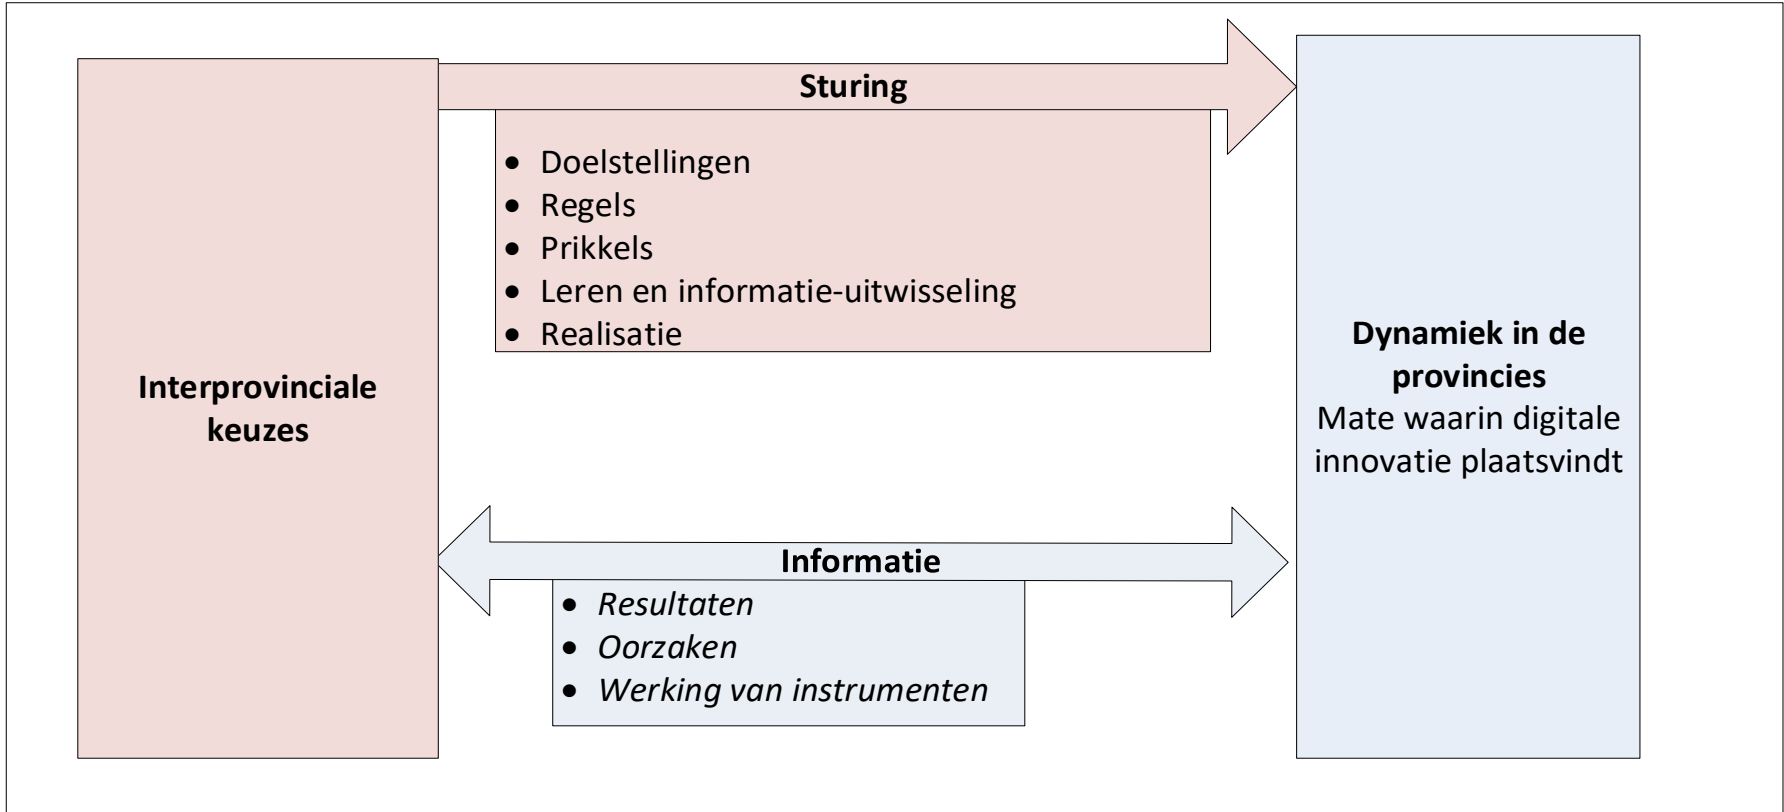 Interprovinciale
keuzes
Sturing
• Doelstellingen
• Regels
• Prikkels
• Leren en informatie-uitwisseling
• Realisatie
Informatie
• Resultaten
• Oorzaken
• Werking van instrumenten
Dynamiek in de
provincies
Mate waarin digitale
innovatie plaatsvindt